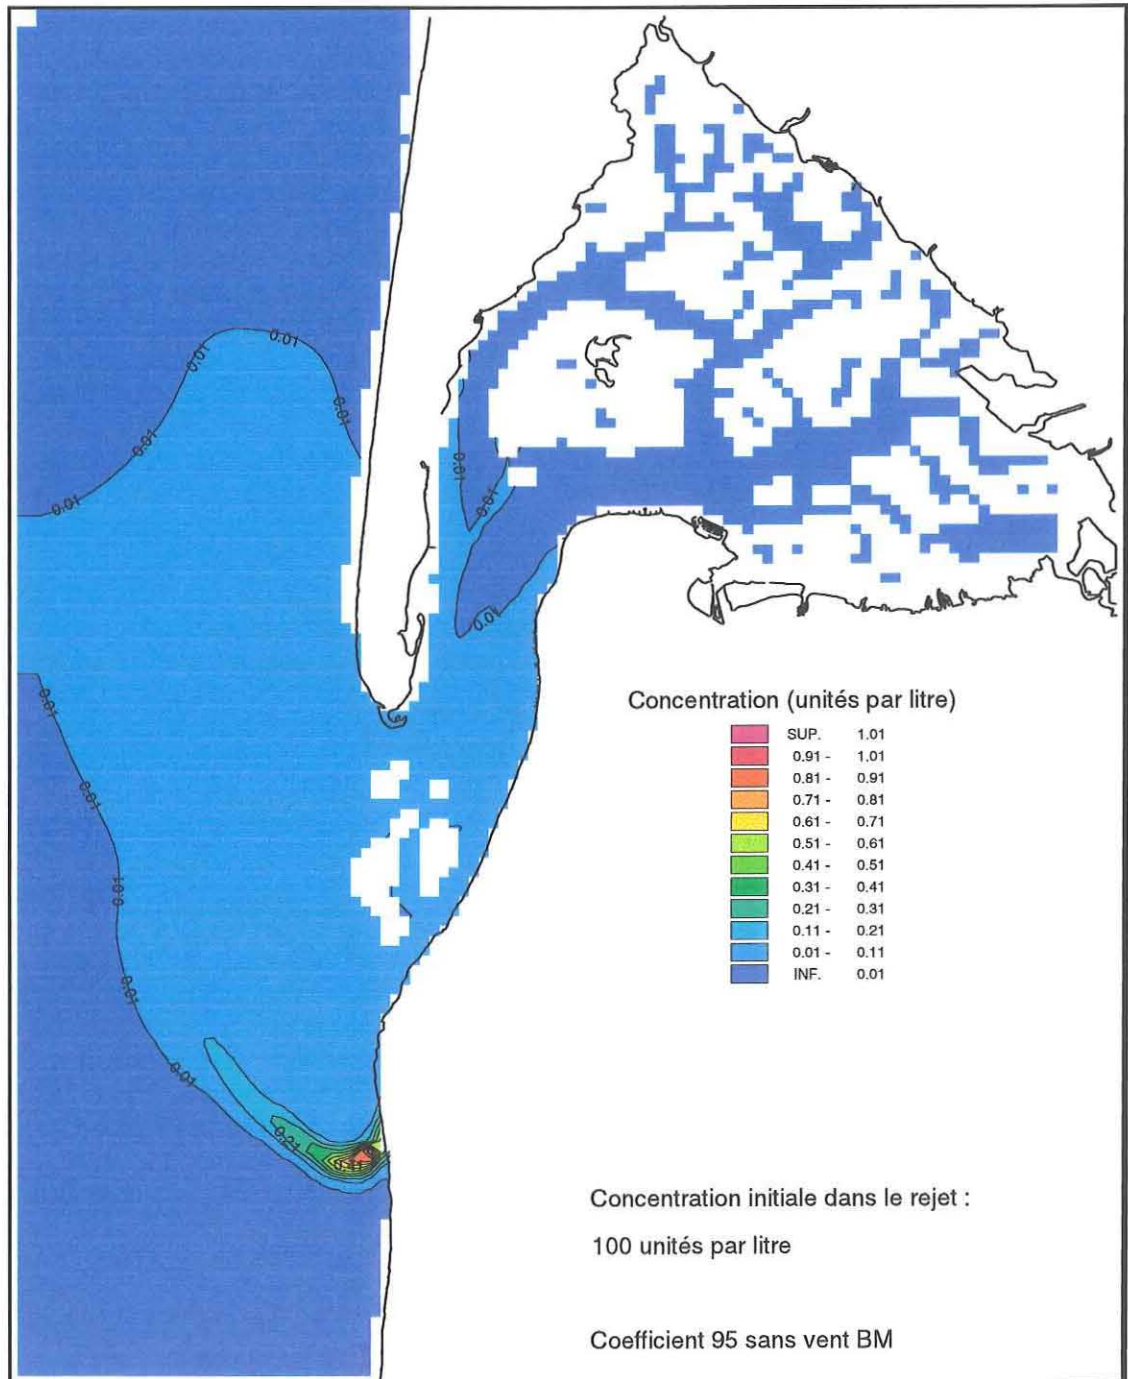 0.01
0.01
0.01
0.01
0.01
0.01
0.01
0.01
0.01
0.01
0.01
0.01
0.01
0.01
0.21
Concentration (unités par litre)
SUP. 1.01
0.91 - 1.01
0.81 - 0.91
0.71 - 0.81
0.61 - 0.71
0.51 - 0.61
0.41 - 0.51
0.31 - 0.41
0.21 - 0.31
0.11 - 0.21
0.01 - 0.11
INF. 0.01
Concentration initiale dans le rejet :
100 unités par litre
Coefficient 95 sans vent BM